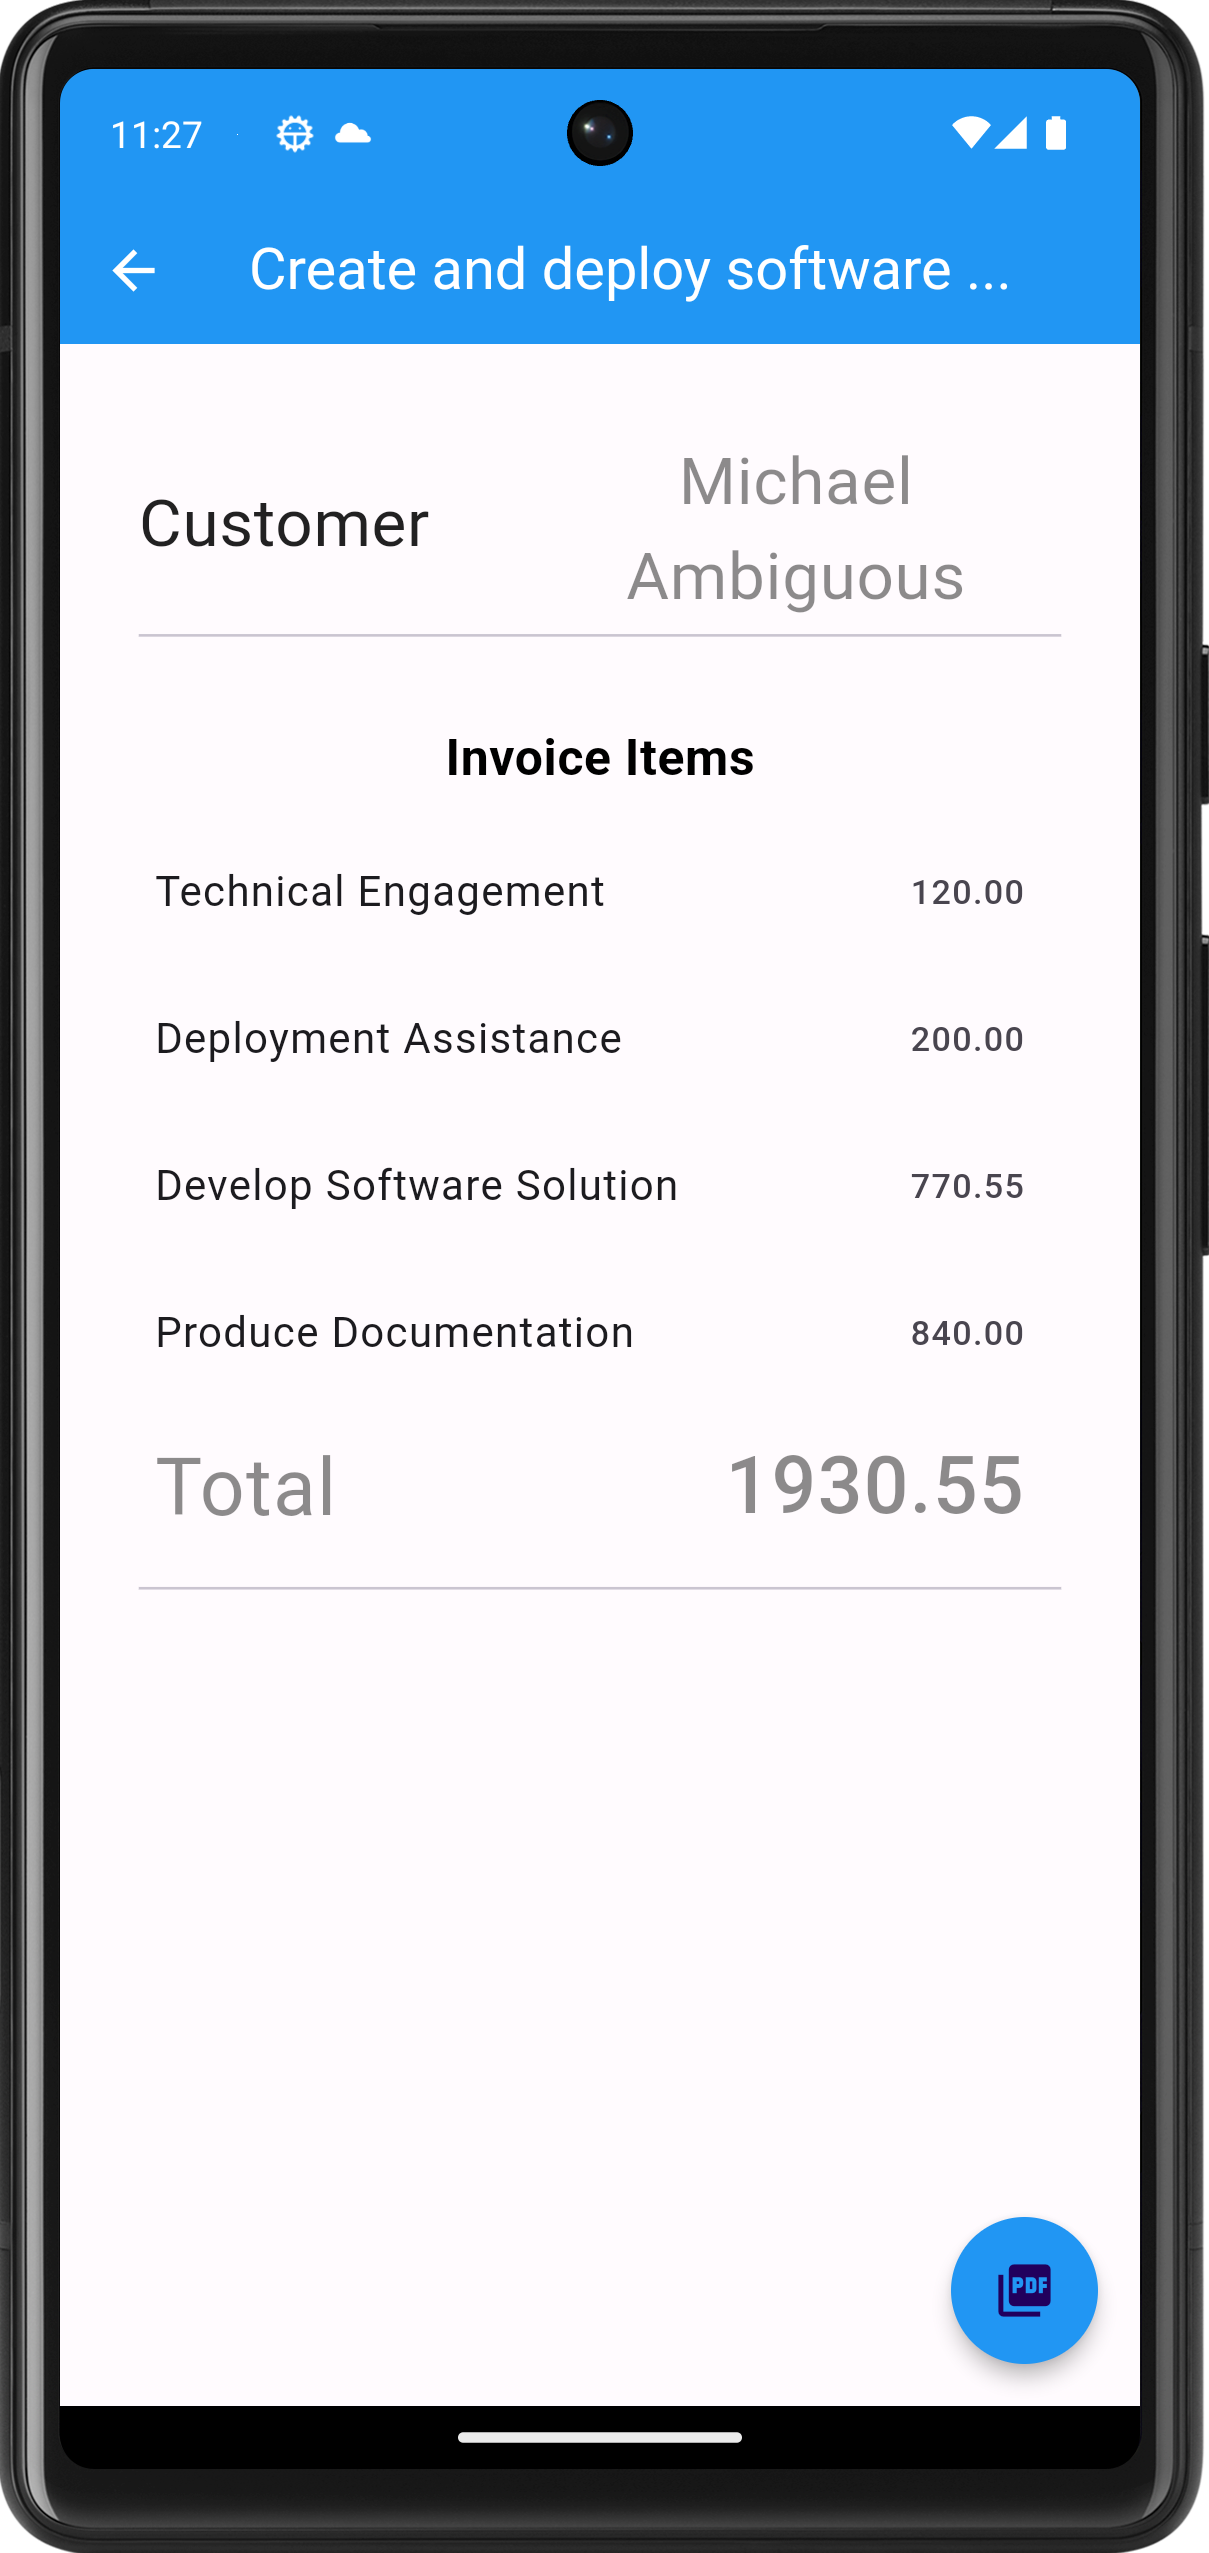 11:27
Create and deploy software ...
Customer
Michael
Ambiguous
Invoice Items
Technical Engagement 120.00
Deployment Assistance 200.00
Develop Software Solution 770.55
Produce Documentation 840.00
Total 1930.55
PDF